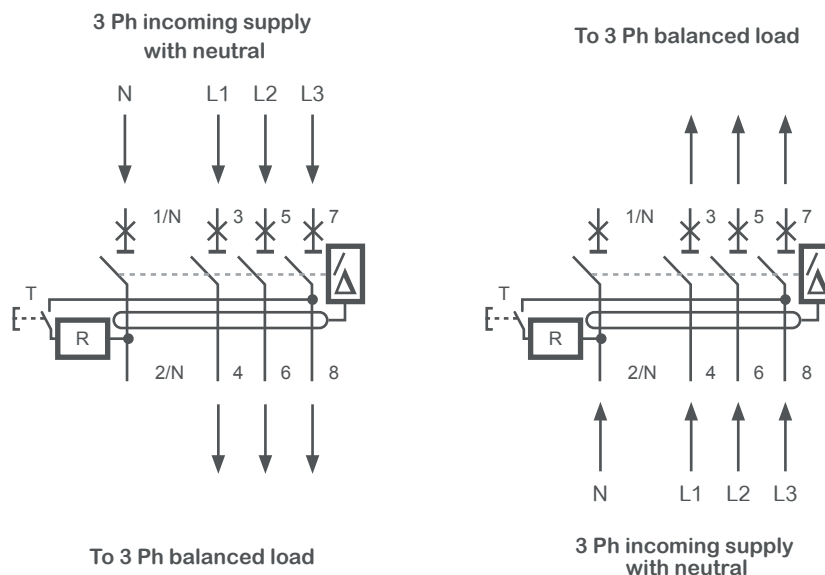 3 Ph incoming supply
with neutral
N L1 L2 L3
1/N 3 5 7
T
R
2/N 4 6 8
To 3 Ph balanced load
To 3 Ph balanced load
1/N 3 5 7
T
R
2/N 4 6 8
N L1 L2 L3
3 Ph incoming supply
with neutral